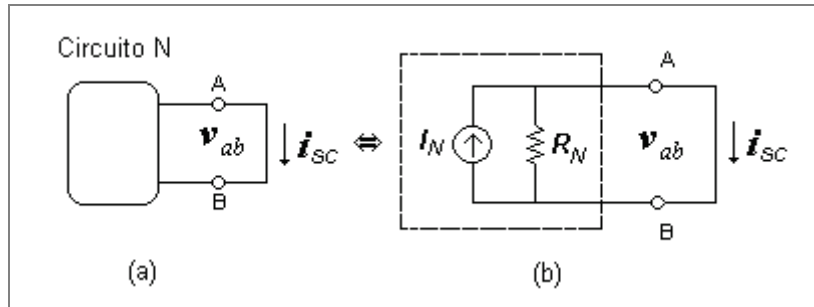 Circuito N
A
v_ab
i_SC
B
(a)
⇔
I_N
R_N
A
v_ab
i_SC
B
(b)